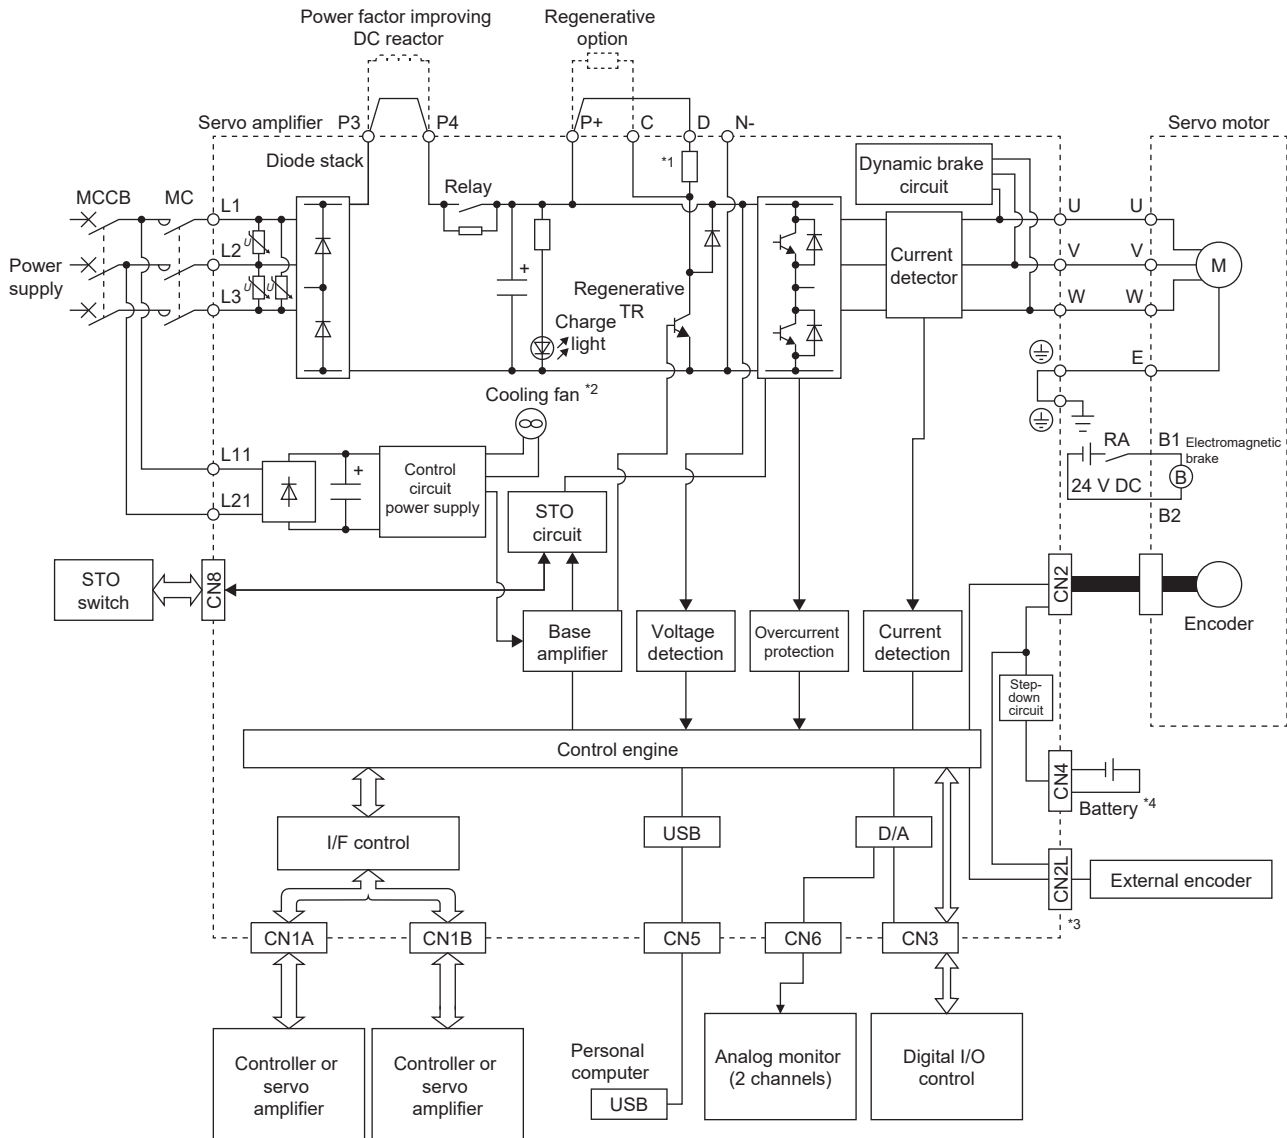 Power factor improving
DC reactor
Regenerative
option
Servo amplifier
P3
P4
P+
C
D
N-
Servo motor
Diode stack
*1
Dynamic brake
circuit
MCCB
MC
L1
Relay
U
U
L2
U
+
Current
detector
V
V
M
Power
supply
Regenerative
TR
L3
U
U
W
W
Charge
light
E
Cooling fan *2
RA
B1
Electromagnetic
brake
L11
+
Control
circuit
power supply
24 V DC
B
L21
STO
circuit
B2
STO
switch
CN8
CN2
Encoder
Base
amplifier
Voltage
detection
Overcurrent
protection
Current
detection
Step-
down
circuit
Control engine
CN4
Battery *4
I/F control
USB
D/A
CN2L
External encoder
*3
CN1A
CN1B
CN5
CN6
CN3
Controller or
servo
amplifier
Controller or
servo
amplifier
Personal
computer
USB
Analog monitor
(2 channels)
Digital I/O
control